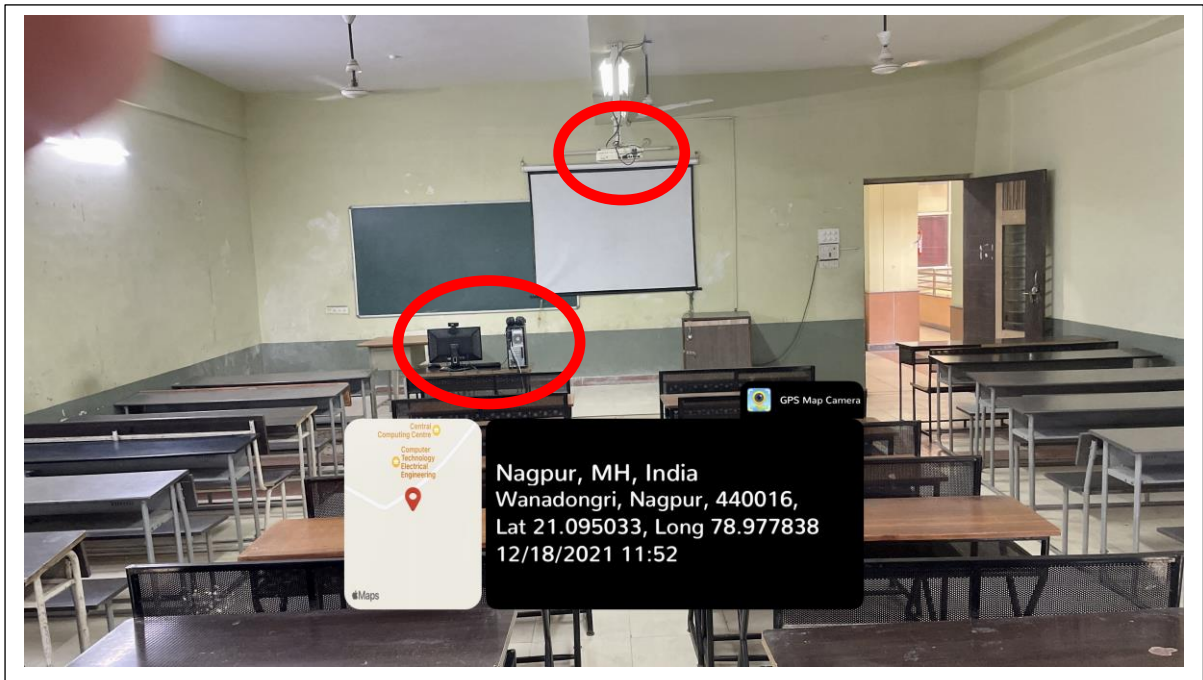 GPS Map Camera
Central
Computing Centre
Computer
Technology
Electrical
Engineering
Maps
Nagpur, MH, India
Wanadongri, Nagpur, 440016,
Lat 21.095033, Long 78.977838
12/18/2021 11:52